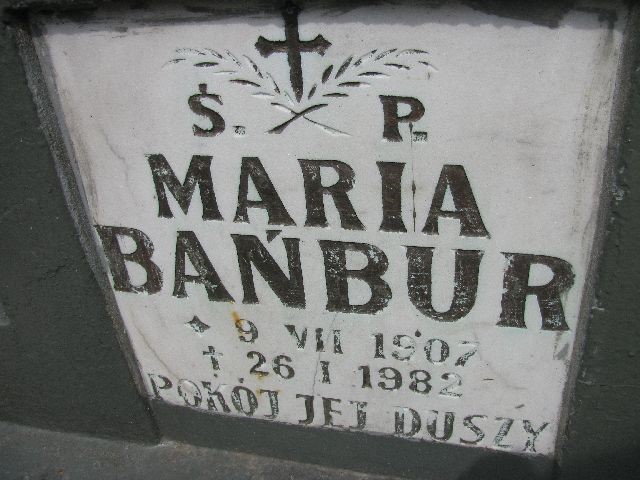 Ś. P.
MARIA
BAŃBUR
9 VII 1907
† 26 I 1982
POKÓJ JEJ DUSZY